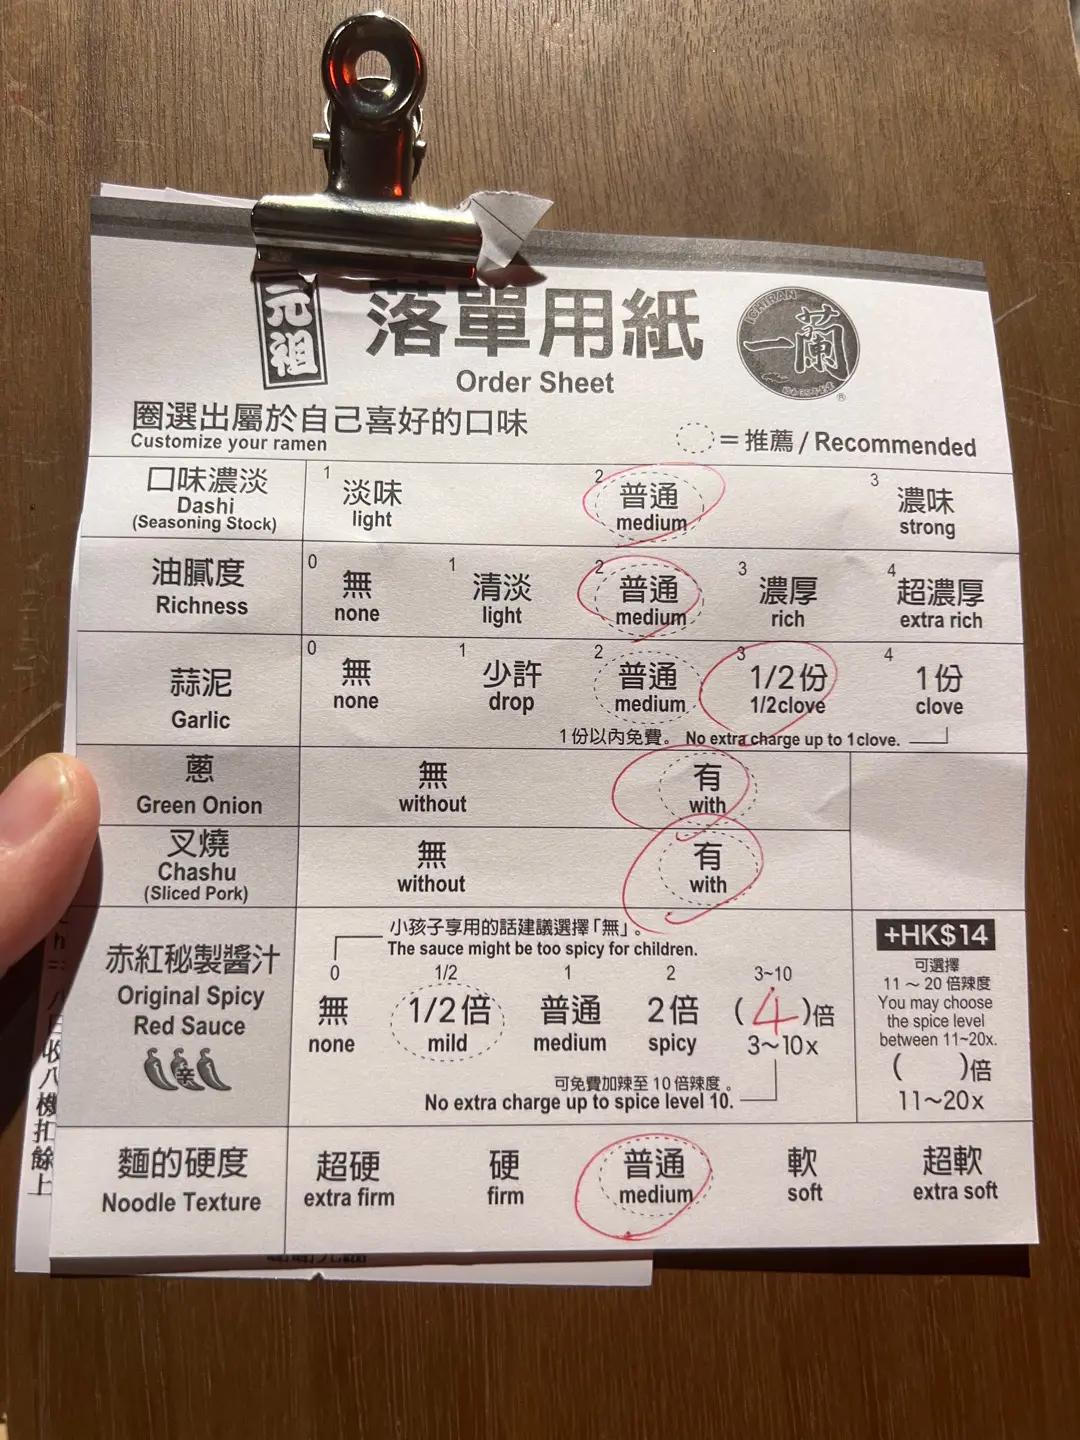 元祖
落單用紙
Order Sheet
ICHIRAN
一蘭
®
圈選出屬於自己喜好的口味
Customize your ramen
= 推薦 / Recommended
口味濃淡
Dashi
(Seasoning Stock)
1
淡味
light
2
普通
medium
3
濃味
strong
油膩度
Richness
0
無
none
1
清淡
light
2
普通
medium
3
濃厚
rich
4
超濃厚
extra rich
蒜泥
Garlic
0
無
none
1
少許
drop
2
普通
medium
3
1/2份
1/2clove
4
1份
clove
1份以內免費。 No extra charge up to 1clove.
蔥
Green Onion
無
without
有
with
叉燒
Chashu
(Sliced Pork)
無
without
有
with
赤紅秘製醬汁
Original Spicy
Red Sauce
辛
小孩子享用的話建議選擇「無」。
The sauce might be too spicy for children.
0
無
none
1/2
1/2倍
mild
1
普通
medium
2
2倍
spicy
3~10
(4)倍
3~10x
可免費加辣至10倍辣度。
No extra charge up to spice level 10.
+HK$14
可選擇
11～20倍辣度
You may choose
the spice level
between 11~20x.
( )倍
11~20x
麵的硬度
Noodle Texture
超硬
extra firm
硬
firm
普通
medium
軟
soft
超軟
extra soft
收八機扣餘上